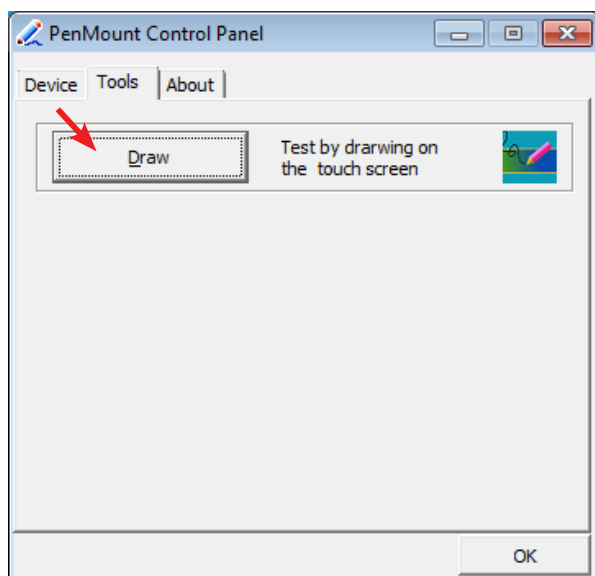 PenMount Control Panel
Device Tools About
Draw
Test by drarwing on
the touch screen
OK